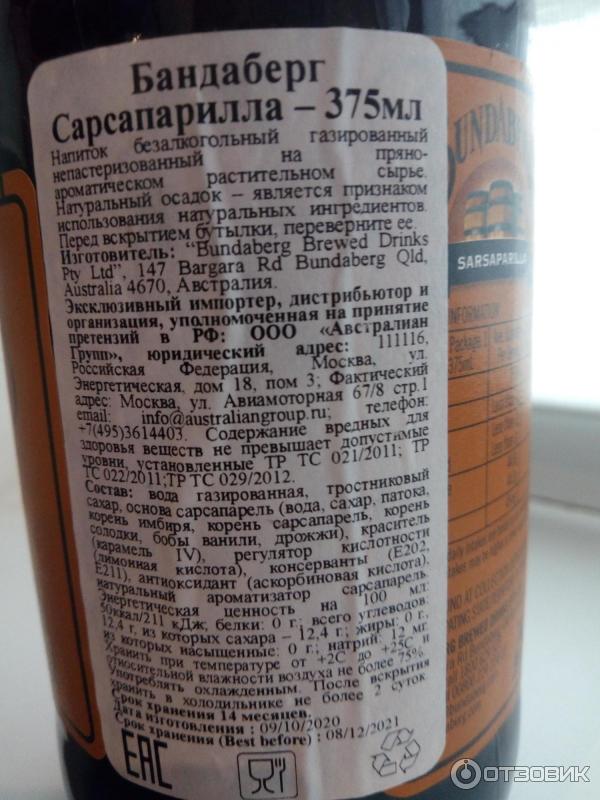 Бандаберг
Сарсапарилла – 375мл
Напиток безалкогольный газированный
непастеризованный на пряно-
ароматическом растительном сырье.
Натуральный осадок – является признаком
использования натуральных ингредиентов.
Перед вскрытием бутылки, переверните ее.
Изготовитель: “Bundaberg Brewed Drinks
Pty Ltd”, 147 Bargara Rd Bundaberg Qld,
Australia 4670, Австралия.
Эксклюзивный импортер, дистрибьютор и
организация, уполномоченная на принятие
претензий в РФ: ООО «Австралиан
Групп», юридический адрес: 111116,
Российская Федерация, Москва, ул.
Энергетическая, дом 18, пом 3; Фактический
адрес: Москва, ул. Авиамоторная 67/8 стр.1
email: info@australiangroup.ru; телефон:
+7(495)3614403. Содержание вредных для
здоровья веществ не превышает допустимые
уровни, установленные ТР ТС 021/2011; ТР
ТС 022/2011;ТР ТС 029/2012.
Состав: вода газированная, тростниковый
сахар, основа сарсапарель (вода, сахар, патока,
корень имбиря, корень сарсапарель, корень
солодки, бобы ванили, дрожжи), краситель
(карамель IV), регулятор кислотности
(лимонная кислота), консерванты (E202,
E211), антиоксидант (аскорбиновая кислота),
натуральный ароматизатор сарсапарель.
Энергетическая ценность на 100 мл:
50ккал/211 кДж, белки: 0 г; всего углеводов:
12,4 г, из которых сахара – 12,4 г; жиры: 0 г,
из которых насыщенные: 0 г; натрий: 12 мг.
Хранить при температуре от +2С до +25С и
относительной влажности воздуха не более 75%.
Употреблять охлажденным. После вскрытия
хранить в холодильнике не более 2 суток
Срок хранения 14 месяцев.
Дата изготовления : 09/10/2020
Срок хранения (Best before) : 08/12/2021
EAC
BUNDABERG
SARSAPARILLA
INFORMATION
Package
375mL
ОТЗОВИК